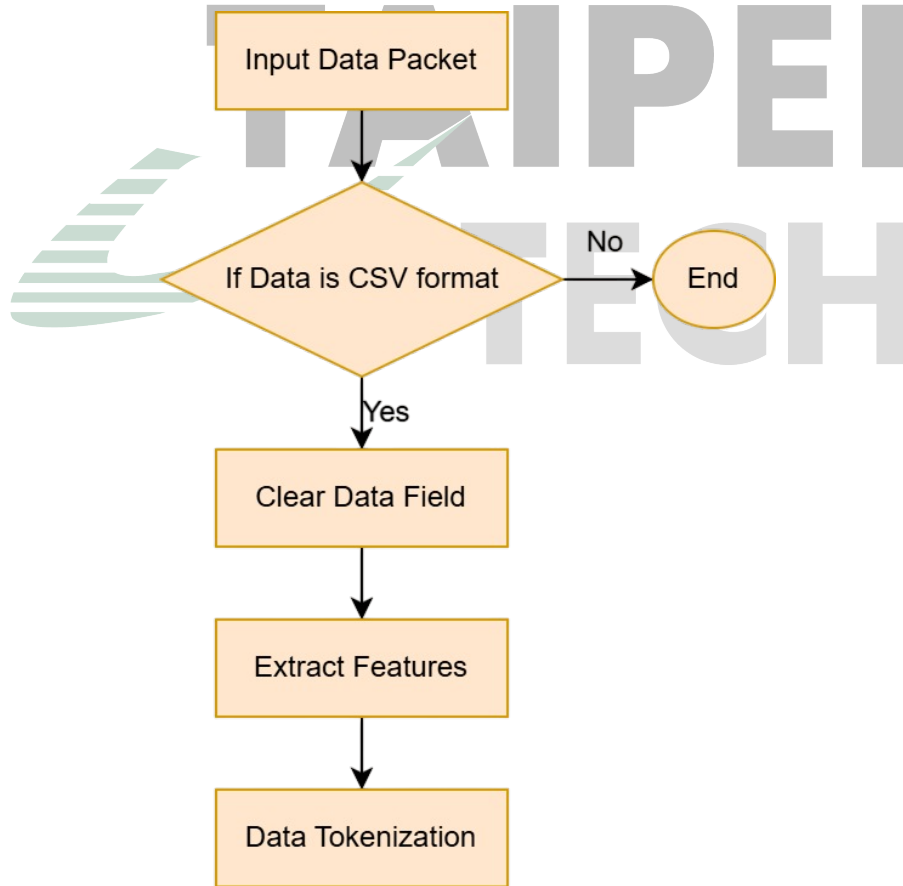 TAIPEI
TECH
Input Data Packet
If Data is CSV format
No
End
Yes
Clear Data Field
Extract Features
Data Tokenization